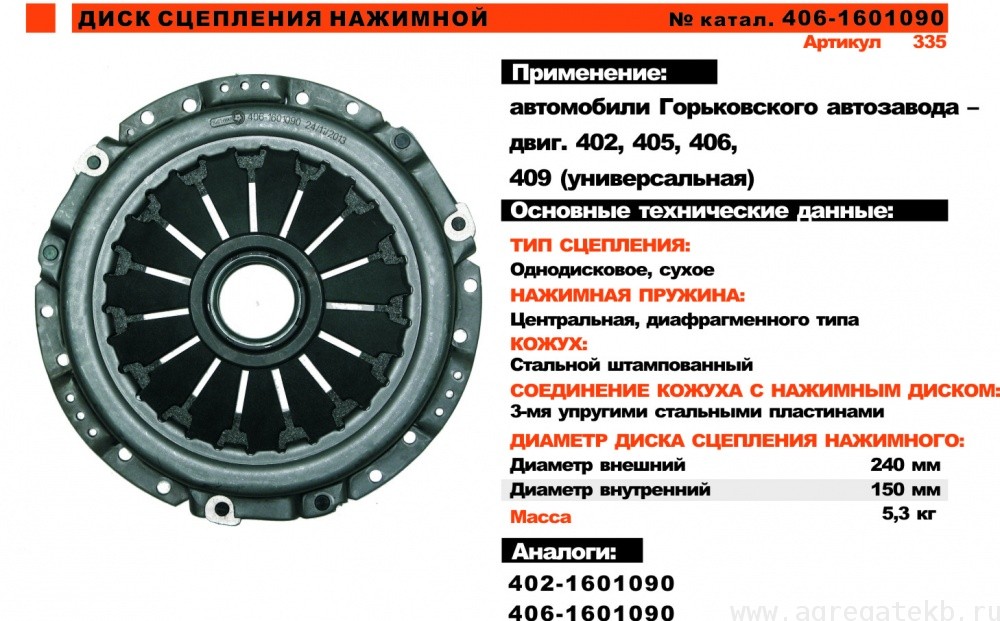 ДИСК СЦЕПЛЕНИЯ НАЖИМНОЙ
№ катал. 406-1601090
Артикул 335
406-1601090 24/11/2013
Применение:
автомобили Горьковского автозавода –
двиг. 402, 405, 406,
409 (универсальная)
Основные технические данные:
ТИП СЦЕПЛЕНИЯ:
Однодисковое, сухое
НАЖИМНАЯ ПРУЖИНА:
Центральная, диафрагменного типа
КОЖУХ:
Стальной штампованный
СОЕДИНЕНИЕ КОЖУХА С НАЖИМНЫМ ДИСКОМ:
3-мя упругими стальными пластинами
ДИАМЕТР ДИСКА СЦЕПЛЕНИЯ НАЖИМНОГО:
Диаметр внешний 240 мм
Диаметр внутренний 150 мм
Масса 5,3 кг
Аналоги:
402-1601090
406-1601090
www.agregatekb.ru